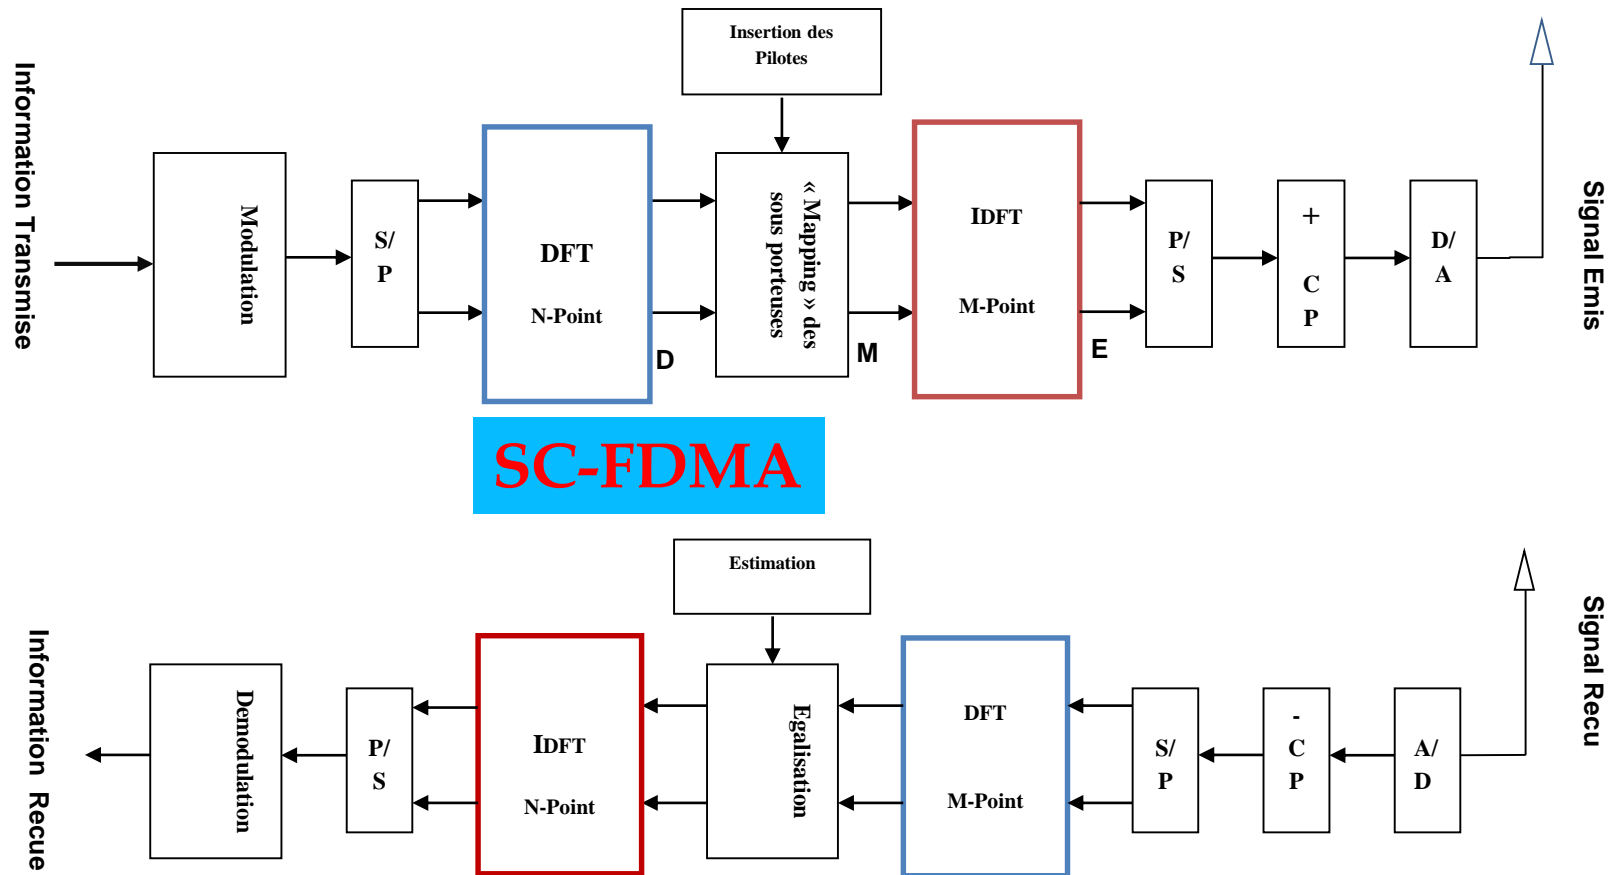 Insertion des
Pilotes
Information Transmise
Modulation
S/
P
DFT
N-Point
D
« Mapping » des
sous porteuses
M
IDFT
M-Point
E
P/
S
+
C
P
D/
A
Signal Emis
SC-FDMA
Estimation
Information Recue
Demodulation
P/
S
IDFT
N-Point
Egalisation
DFT
M-Point
S/
P
-
C
P
A/
D
Signal Recu